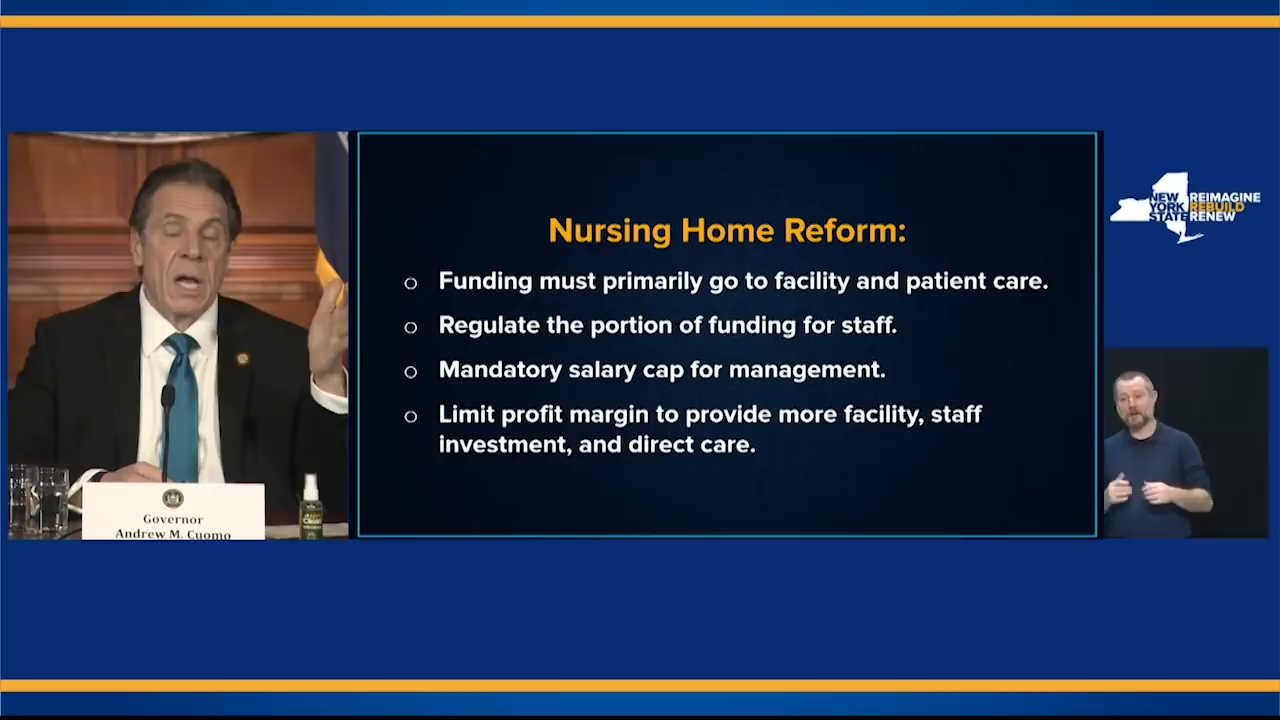 Nursing Home Reform:
Funding must primarily go to facility and patient care.
Regulate the portion of funding for staff.
Mandatory salary cap for management.
Limit profit margin to provide more facility, staff
investment, and direct care.
NEW
YORK
STATE
REIMAGINE
REBUILD
RENEW
Governor
Andrew M. Cuomo
Clean